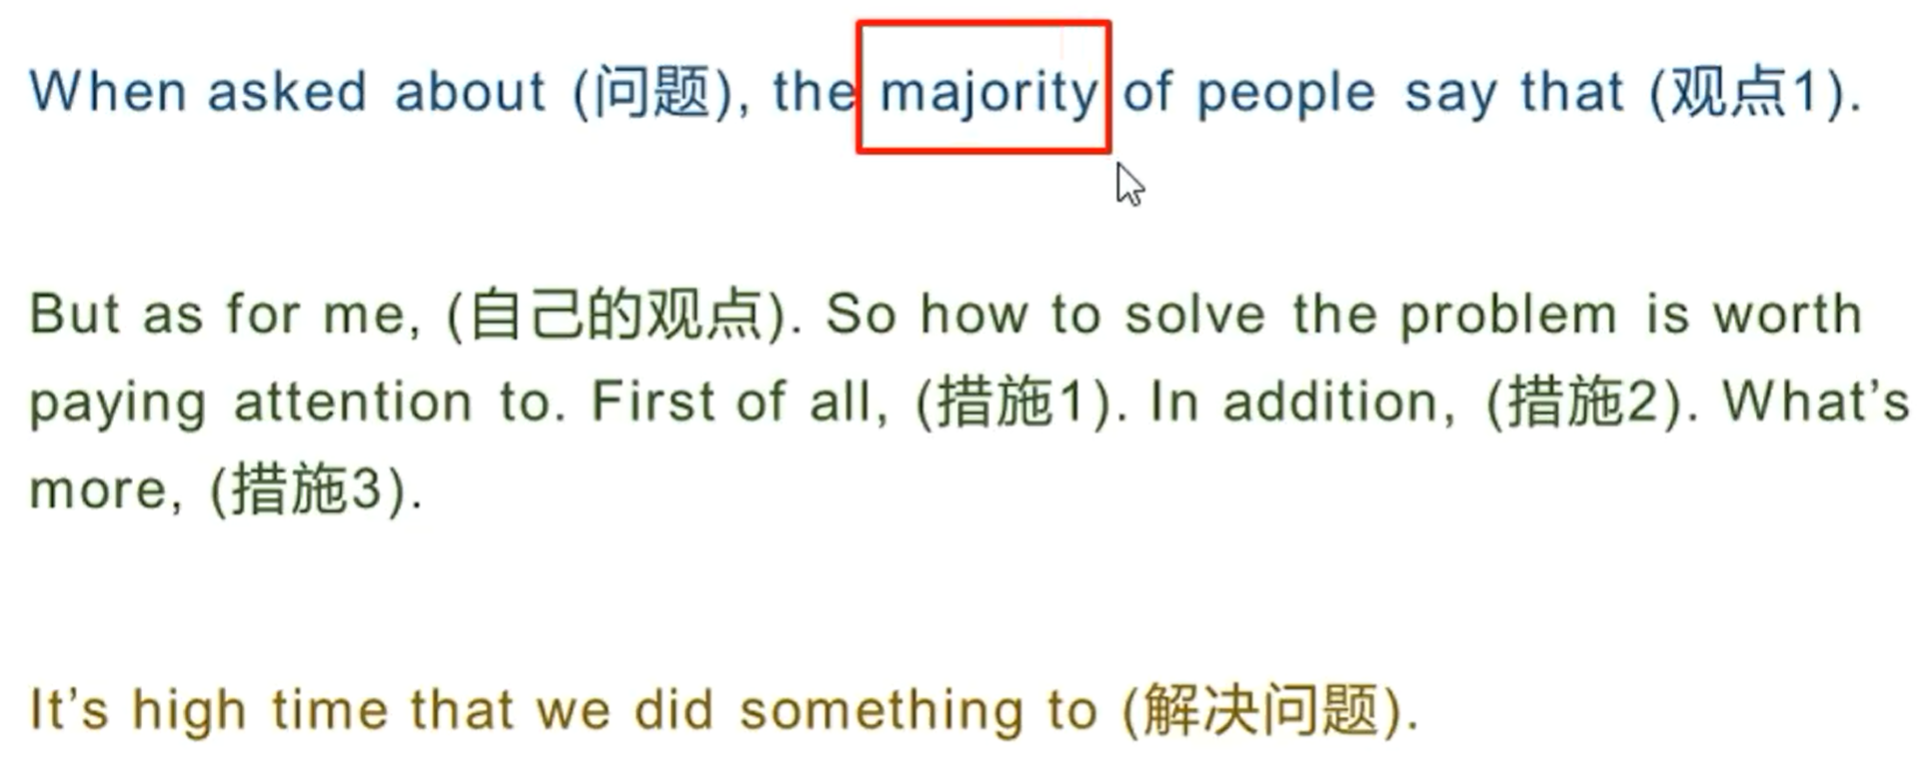 When asked about (问题), the majority of people say that (观点1).
But as for me, (自己的观点). So how to solve the problem is worth
paying attention to. First of all, (措施1). In addition, (措施2). What’s
more, (措施3).
It’s high time that we did something to (解决问题).